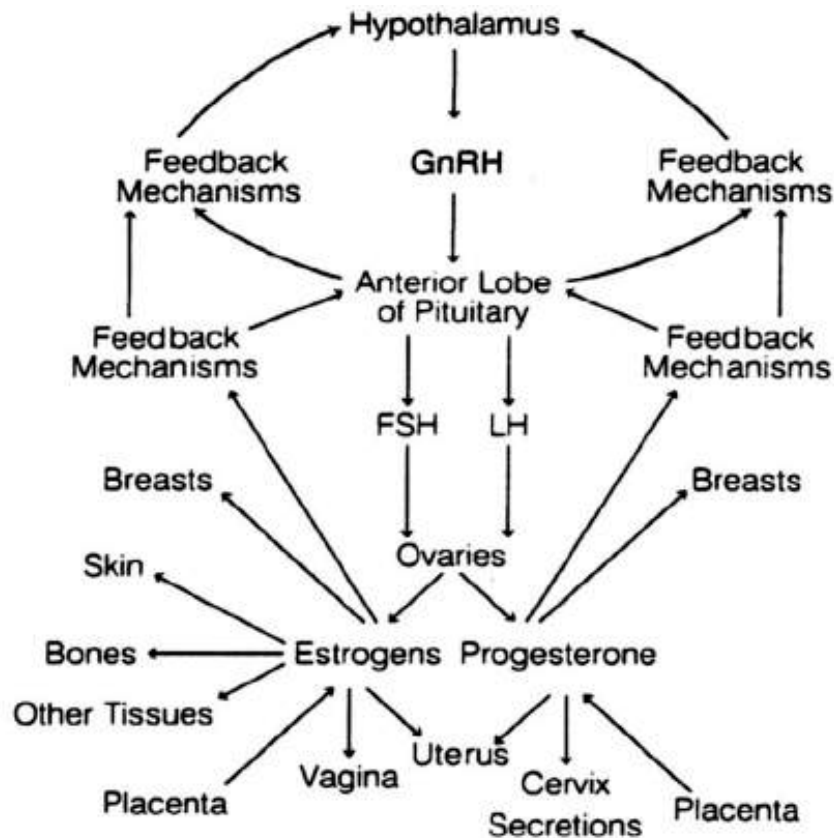 Hypothalamus
Feedback
Mechanisms
GnRH
Feedback
Mechanisms
Anterior Lobe
of Pituitary
Feedback
Mechanisms
Feedback
Mechanisms
FSH
LH
Breasts
Breasts
Ovaries
Skin
Bones
Estrogens
Progesterone
Other Tissues
Uterus
Vagina
Cervix
Secretions
Placenta
Placenta